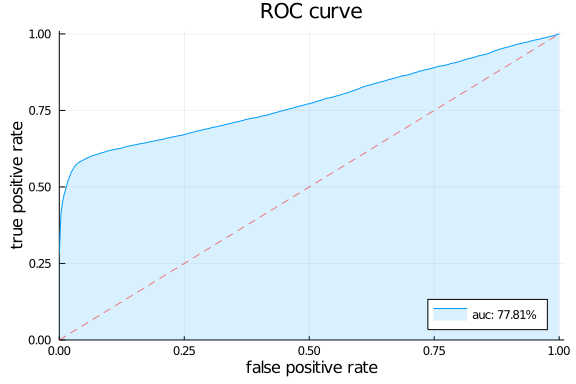 ROC curve
true positive rate
1.00
0.75
0.50
0.25
0.00
auc: 77.81%
0.00 0.25 0.50 0.75 1.00
false positive rate